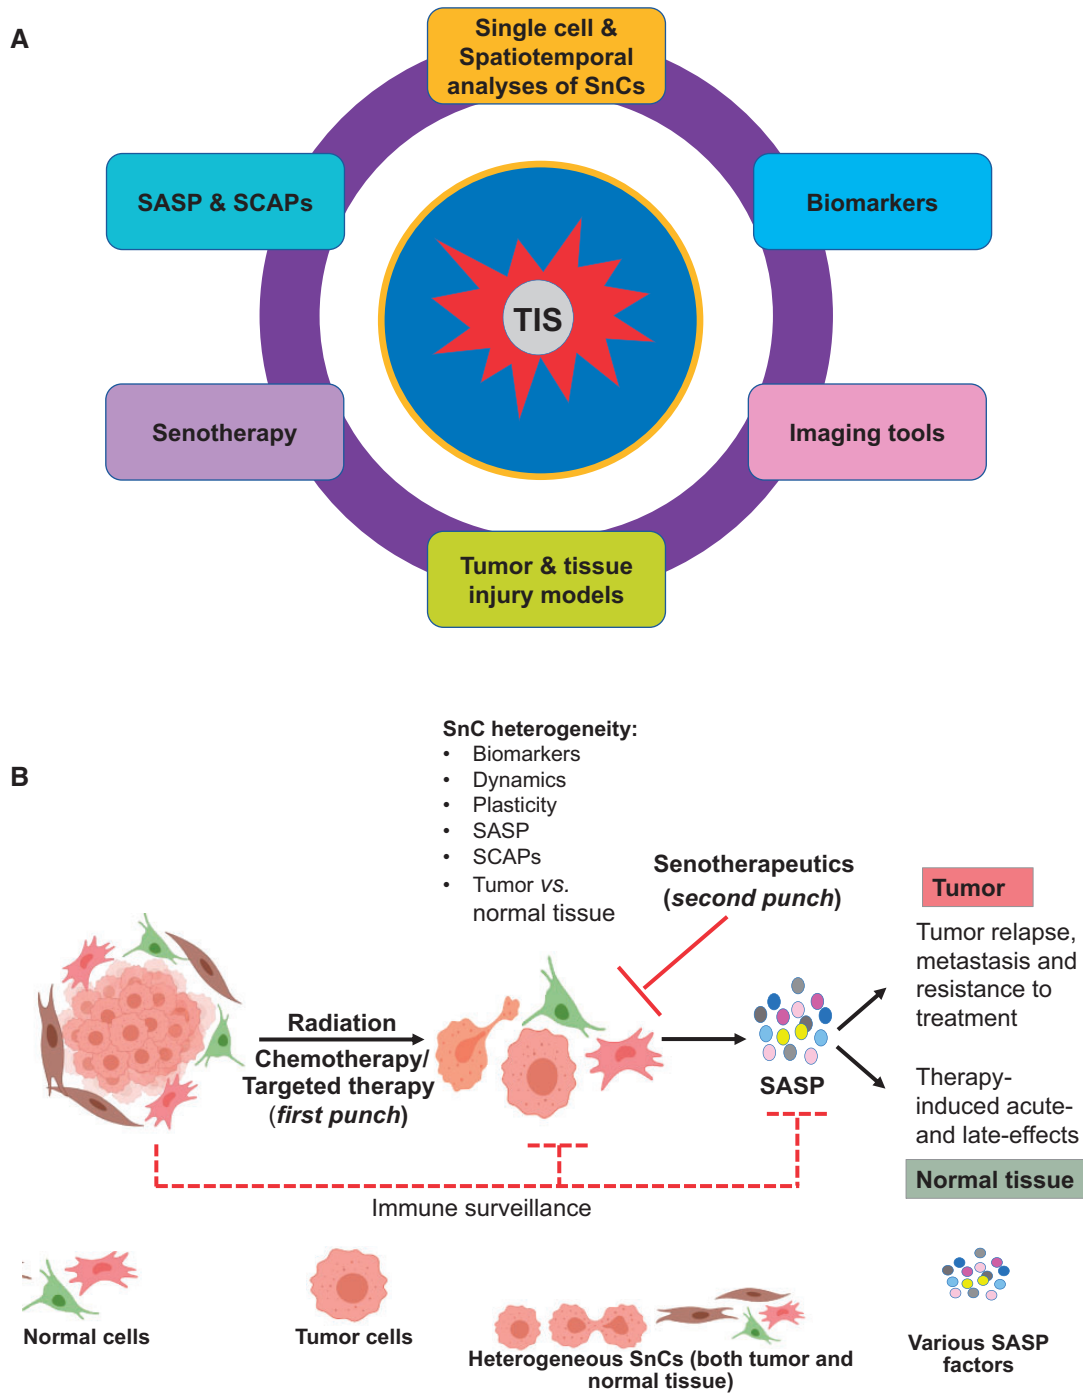 A
Single cell &
Spatiotemporal
analyses of SnCs
SASP & SCAPs
Biomarkers
TIS
Senotherapy
Imaging tools
Tumor & tissue
injury models
B
SnC heterogeneity:
• Biomarkers
• Dynamics
• Plasticity
• SASP
• SCAPs
• Tumor vs.
normal tissue
Senotherapeutics
(second punch)
Tumor
Tumor relapse,
metastasis and
resistance to
treatment
Radiation
Chemotherapy/
Targeted therapy
(first punch)
SASP
Therapy-
induced acute-
and late-effects
Normal tissue
Immune surveillance
Normal cells
Tumor cells
Heterogeneous SnCs (both tumor and
normal tissue)
Various SASP
factors